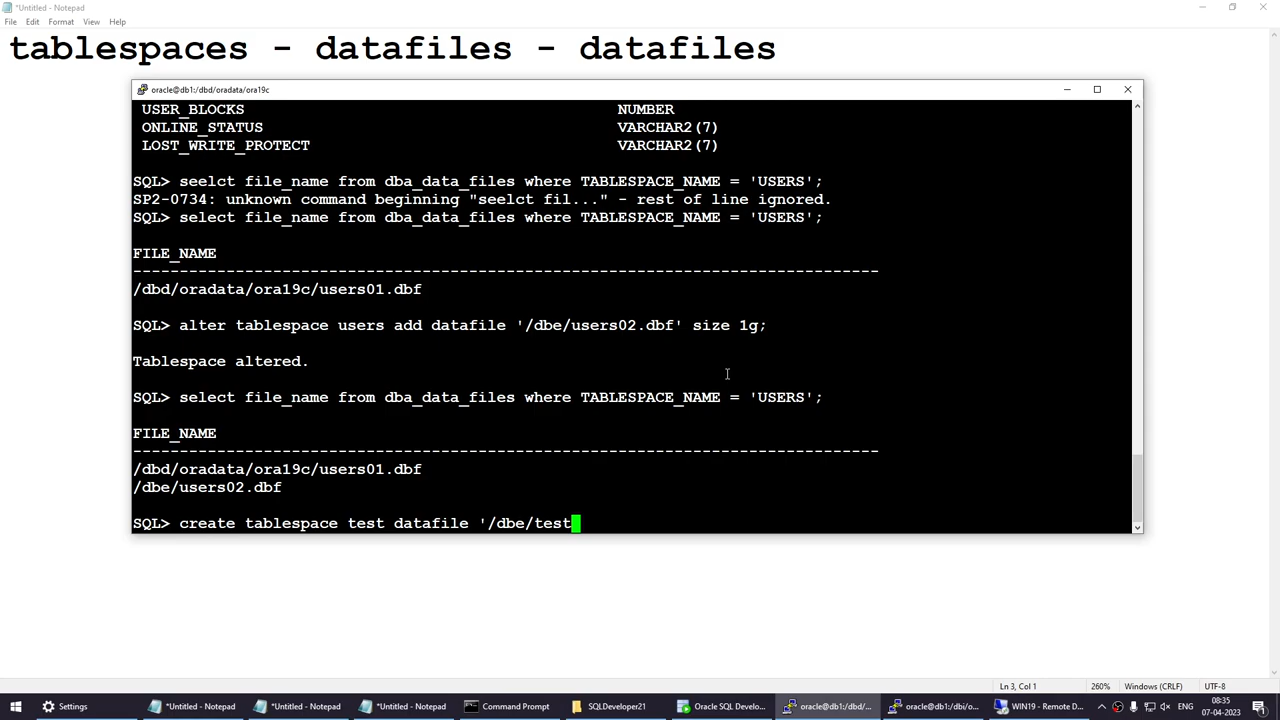 *Untitled - Notepad
File Edit Format View Help
tablespaces - datafiles - datafiles
oracle@db1:/dbd/oradata/ora19c
USER_BLOCKS NUMBER
ONLINE_STATUS VARCHAR2(7)
LOST_WRITE_PROTECT VARCHAR2(7)
SQL> seelct file_name from dba_data_files where TABLESPACE_NAME = 'USERS';
SP2-0734: unknown command beginning "seelct fil..." - rest of line ignored.
SQL> select file_name from dba_data_files where TABLESPACE_NAME = 'USERS';
FILE_NAME
--------------------------------------------------------------------------------
/dbd/oradata/ora19c/users01.dbf
SQL> alter tablespace users add datafile '/dbe/users02.dbf' size 1g;
Tablespace altered.
SQL> select file_name from dba_data_files where TABLESPACE_NAME = 'USERS';
FILE_NAME
--------------------------------------------------------------------------------
/dbd/oradata/ora19c/users01.dbf
/dbe/users02.dbf
SQL> create tablespace test datafile '/dbe/test
Ln 3, Col 1 260% Windows (CRLF) UTF-8
Settings *Untitled - Notepad *Untitled - Notepad *Untitled - Notepad Command Prompt SQLDeveloper21 Oracle SQL Develo... oracle@db1:/dbd/... oracle@db1:/db/o... WIN19 - Remote D... ENG 08:35
07-04-2023